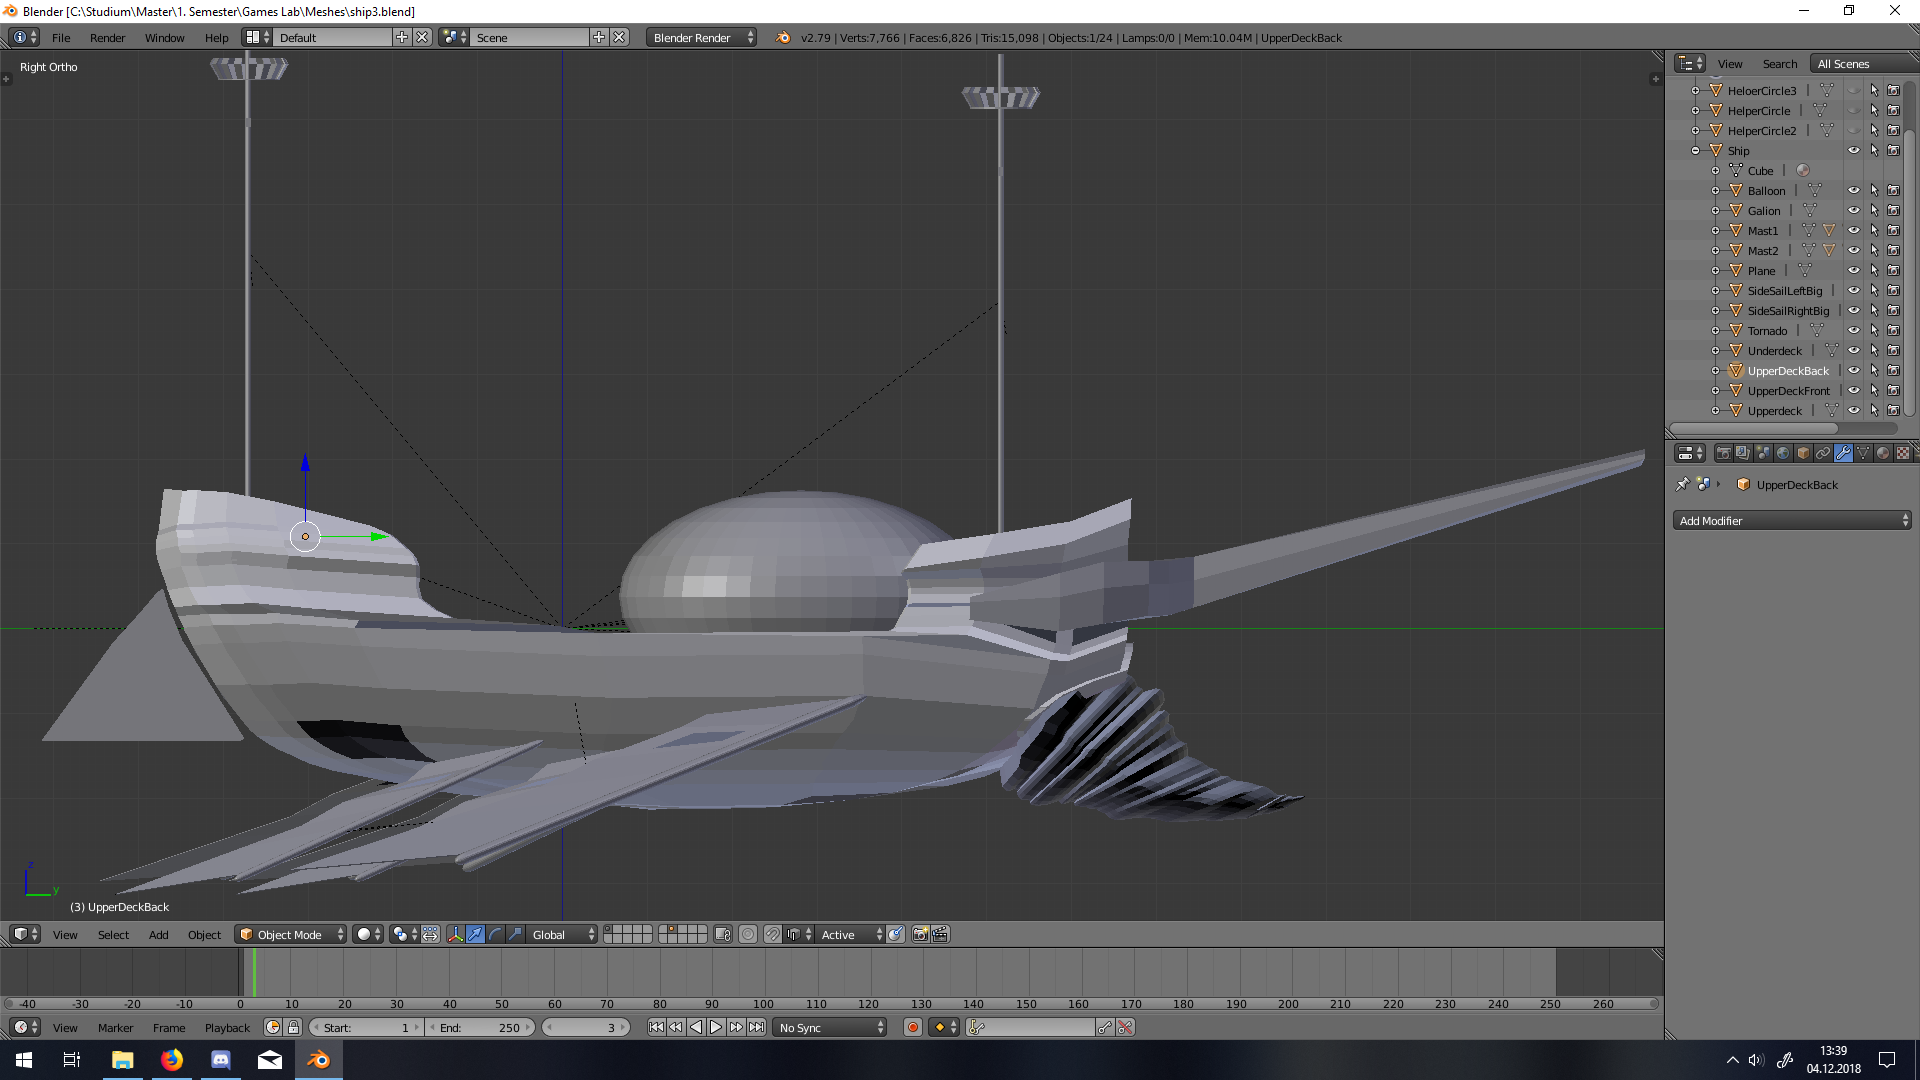 Blender [C:\Studium\Master\1. Semester\Games Lab\Meshes\ship3.blend]
File Render Window Help Default Scene Blender Render v2.79 | Verts:7,766 | Faces:6,826 | Tris:15,098 | Objects:1/24 | Lamps:0/0 | Mem:10.04M | UpperDeckBack
Right Ortho
View Search All Scenes
HeloerCircle3
HelperCircle
HelperCircle2
Ship
Cube
Balloon
Galion
Mast1
Mast2
Plane
SideSailLeftBig
SideSailRightBig
Tornado
Underdeck
UpperDeckBack
UpperDeckFront
Upperdeck
UpperDeckBack
Add Modifier
z
y
(3) UpperDeckBack
View Select Add Object Object Mode Global Active
-40 -30 -20 -10 0 10 20 30 40 50 60 70 80 90 100 110 120 130 140 150 160 170 180 190 200 210 220 230 240 250 260
View Marker Frame Playback Start: 1 End: 250 3 No Sync
13:39
04.12.2018